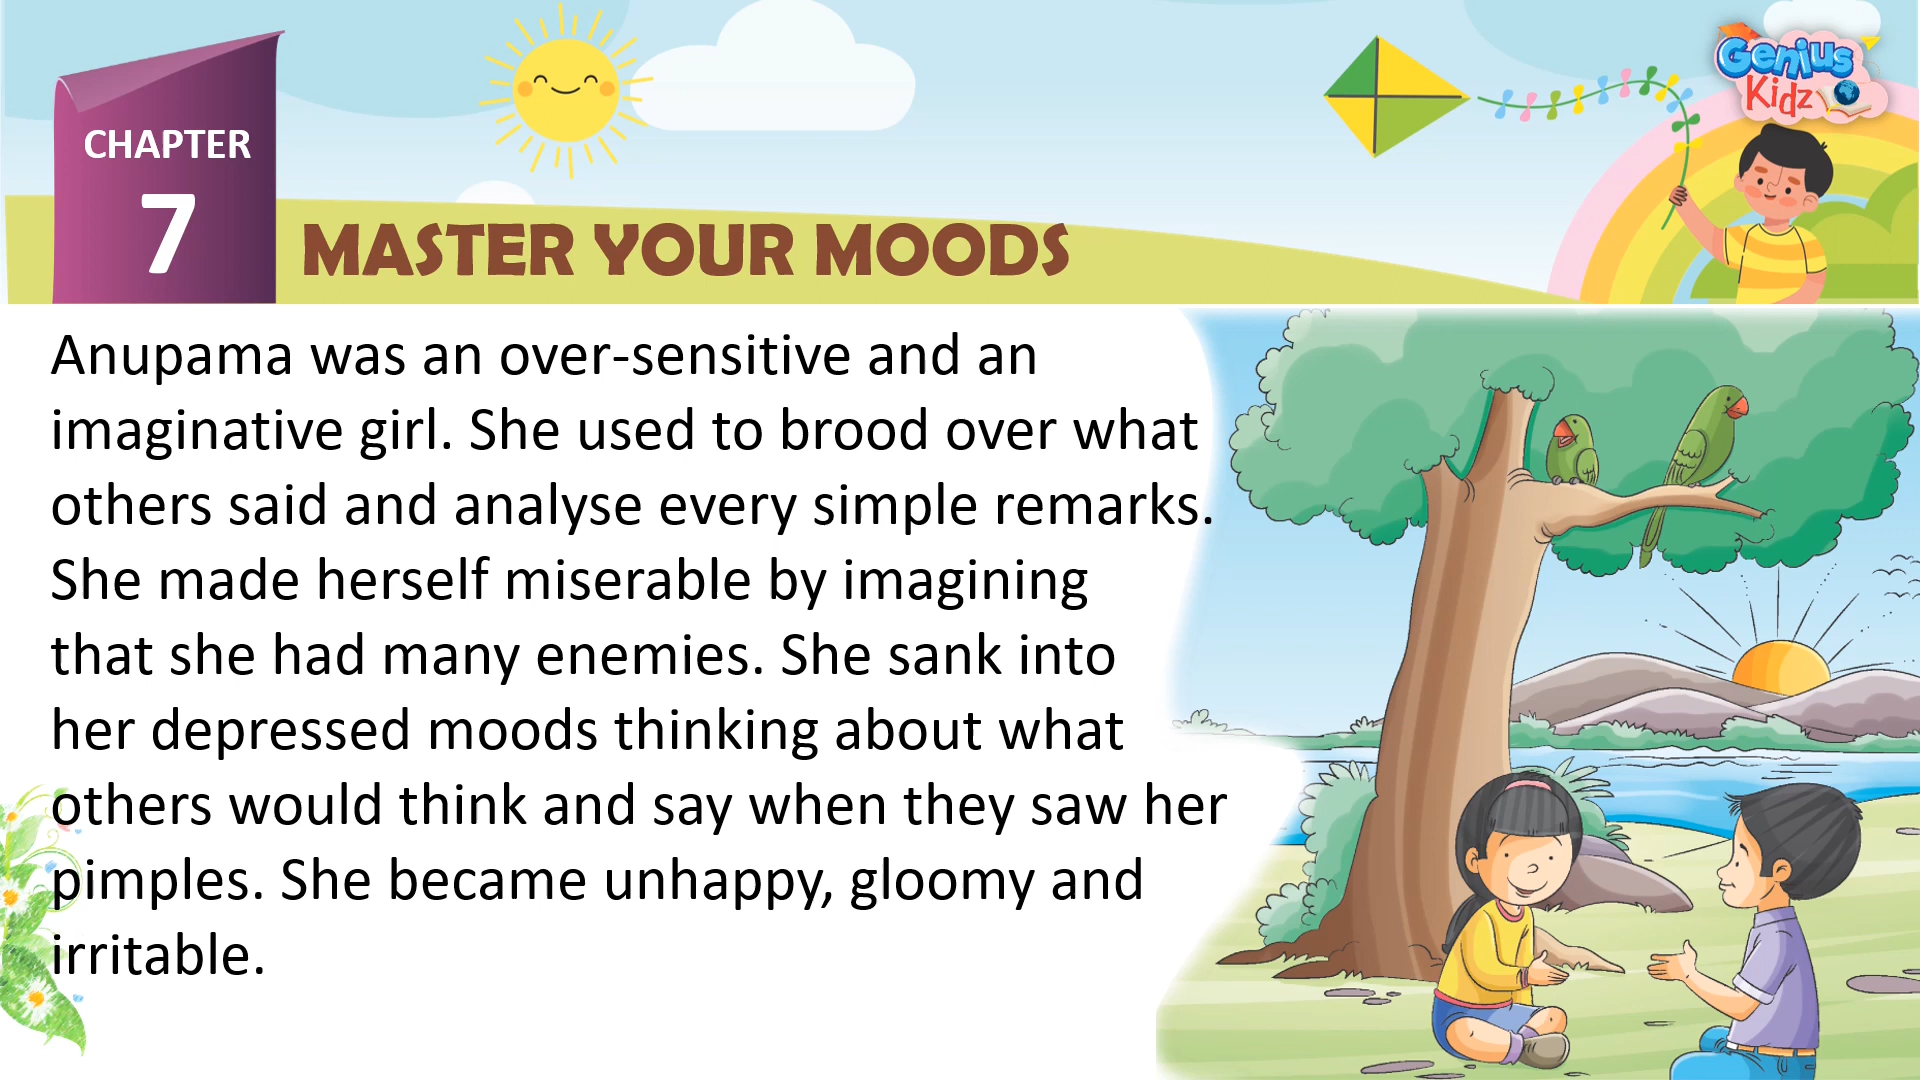 Genius
Kidz
CHAPTER
7
MASTER YOUR MOODS
Anupama was an over-sensitive and an
imaginative girl. She used to brood over what
others said and analyse every simple remarks.
She made herself miserable by imagining
that she had many enemies. She sank into
her depressed moods thinking about what
others would think and say when they saw her
pimples. She became unhappy, gloomy and
irritable.